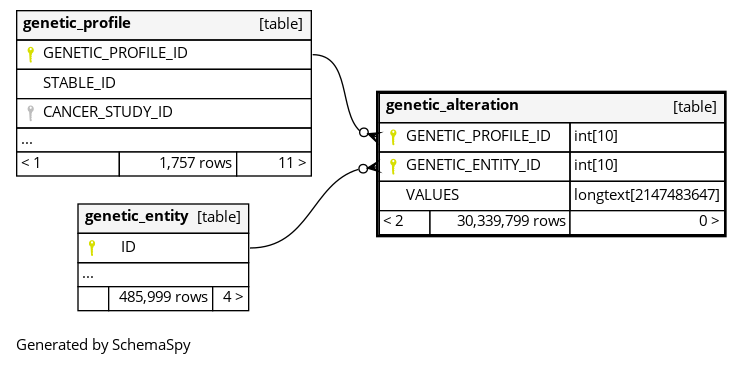 genetic_profile [table]
GENETIC_PROFILE_ID
STABLE_ID
CANCER_STUDY_ID
...
< 1 1,757 rows 11 >
genetic_alteration [table]
GENETIC_PROFILE_ID int[10]
GENETIC_ENTITY_ID int[10]
VALUES longtext[2147483647]
< 2 30,339,799 rows 0 >
genetic_entity [table]
ID
...
485,999 rows 4 >
Generated by SchemaSpy